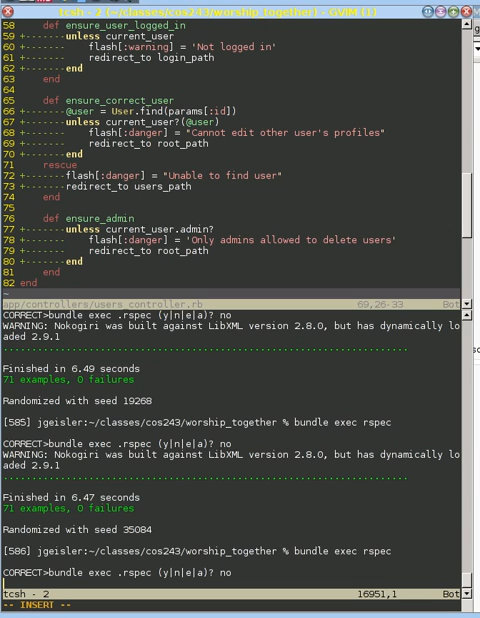 tcsh - 2 (~/classes/cos243/worship_together) - GVIM (1)
58     def ensure_user_logged_in
59 +-------unless current_user
60 +-------    flash[:warning] = 'Not logged in'
61 +-------    redirect_to login_path
62 +-------end
63     end
64
65     def ensure_correct_user
66 +-------@user = User.find(params[:id])
67 +-------unless current_user?(@user)
68 +-------    flash[:danger] = "Cannot edit other user's profiles"
69 +-------    redirect_to root_path
70 +-------end
71     rescue
72 +-------flash[:danger] = "Unable to find user"
73 +-------redirect_to users_path
74     end
75
76     def ensure_admin
77 +-------unless current_user.admin?
78 +-------    flash[:danger] = 'Only admins allowed to delete users'
79 +-------    redirect_to root_path
80 +-------end
81     end
82 end
~
app/controllers/users_controller.rb 69,26-33 Bot
CORRECT>bundle exec .rspec (y|n|e|a)? no
WARNING: Nokogiri was built against LibXML version 2.8.0, but has dynamically lo
aded 2.9.1
.......................................................................
Finished in 6.49 seconds
71 examples, 0 failures
Randomized with seed 19268
[585] jgeisler:~/classes/cos243/worship_together % bundle exec rspec
CORRECT>bundle exec .rspec (y|n|e|a)? no
WARNING: Nokogiri was built against LibXML version 2.8.0, but has dynamically lo
aded 2.9.1
.......................................................................
Finished in 6.47 seconds
71 examples, 0 failures
Randomized with seed 35084
[586] jgeisler:~/classes/cos243/worship_together % bundle exec rspec
CORRECT>bundle exec .rspec (y|n|e|a)? no
tcsh - 2 16951,1 Bot
-- INSERT --